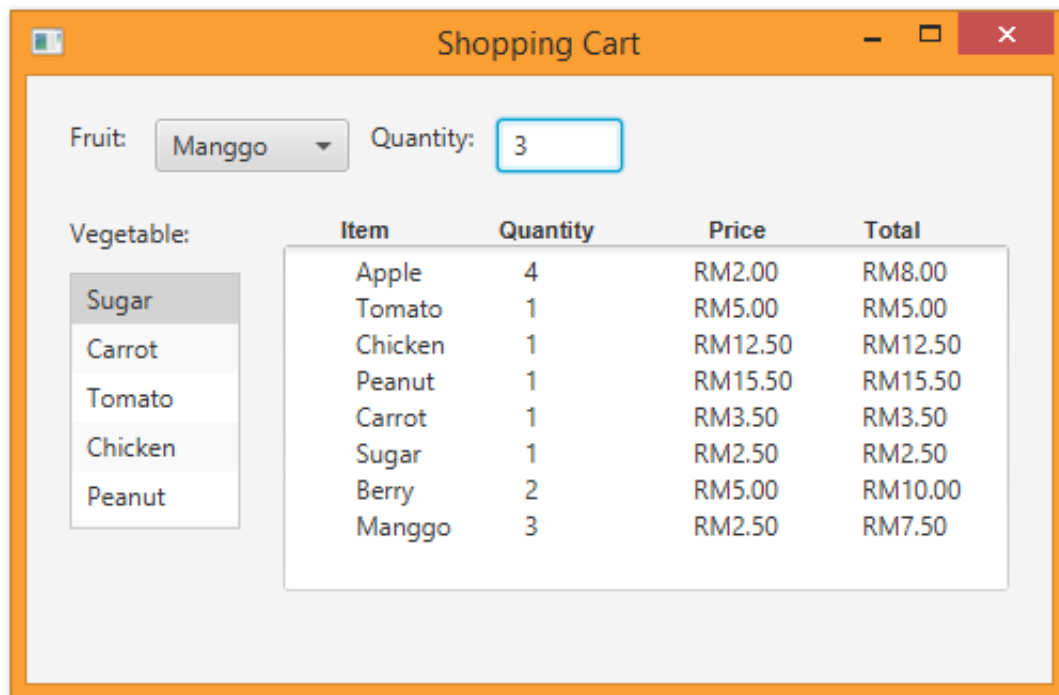 Shopping Cart
Fruit: Manggo Quantity: 3
Vegetable:
Sugar
Carrot
Tomato
Chicken
Peanut
Item Quantity Price Total
Apple 4 RM2.00 RM8.00
Tomato 1 RM5.00 RM5.00
Chicken 1 RM12.50 RM12.50
Peanut 1 RM15.50 RM15.50
Carrot 1 RM3.50 RM3.50
Sugar 1 RM2.50 RM2.50
Berry 2 RM5.00 RM10.00
Manggo 3 RM2.50 RM7.50